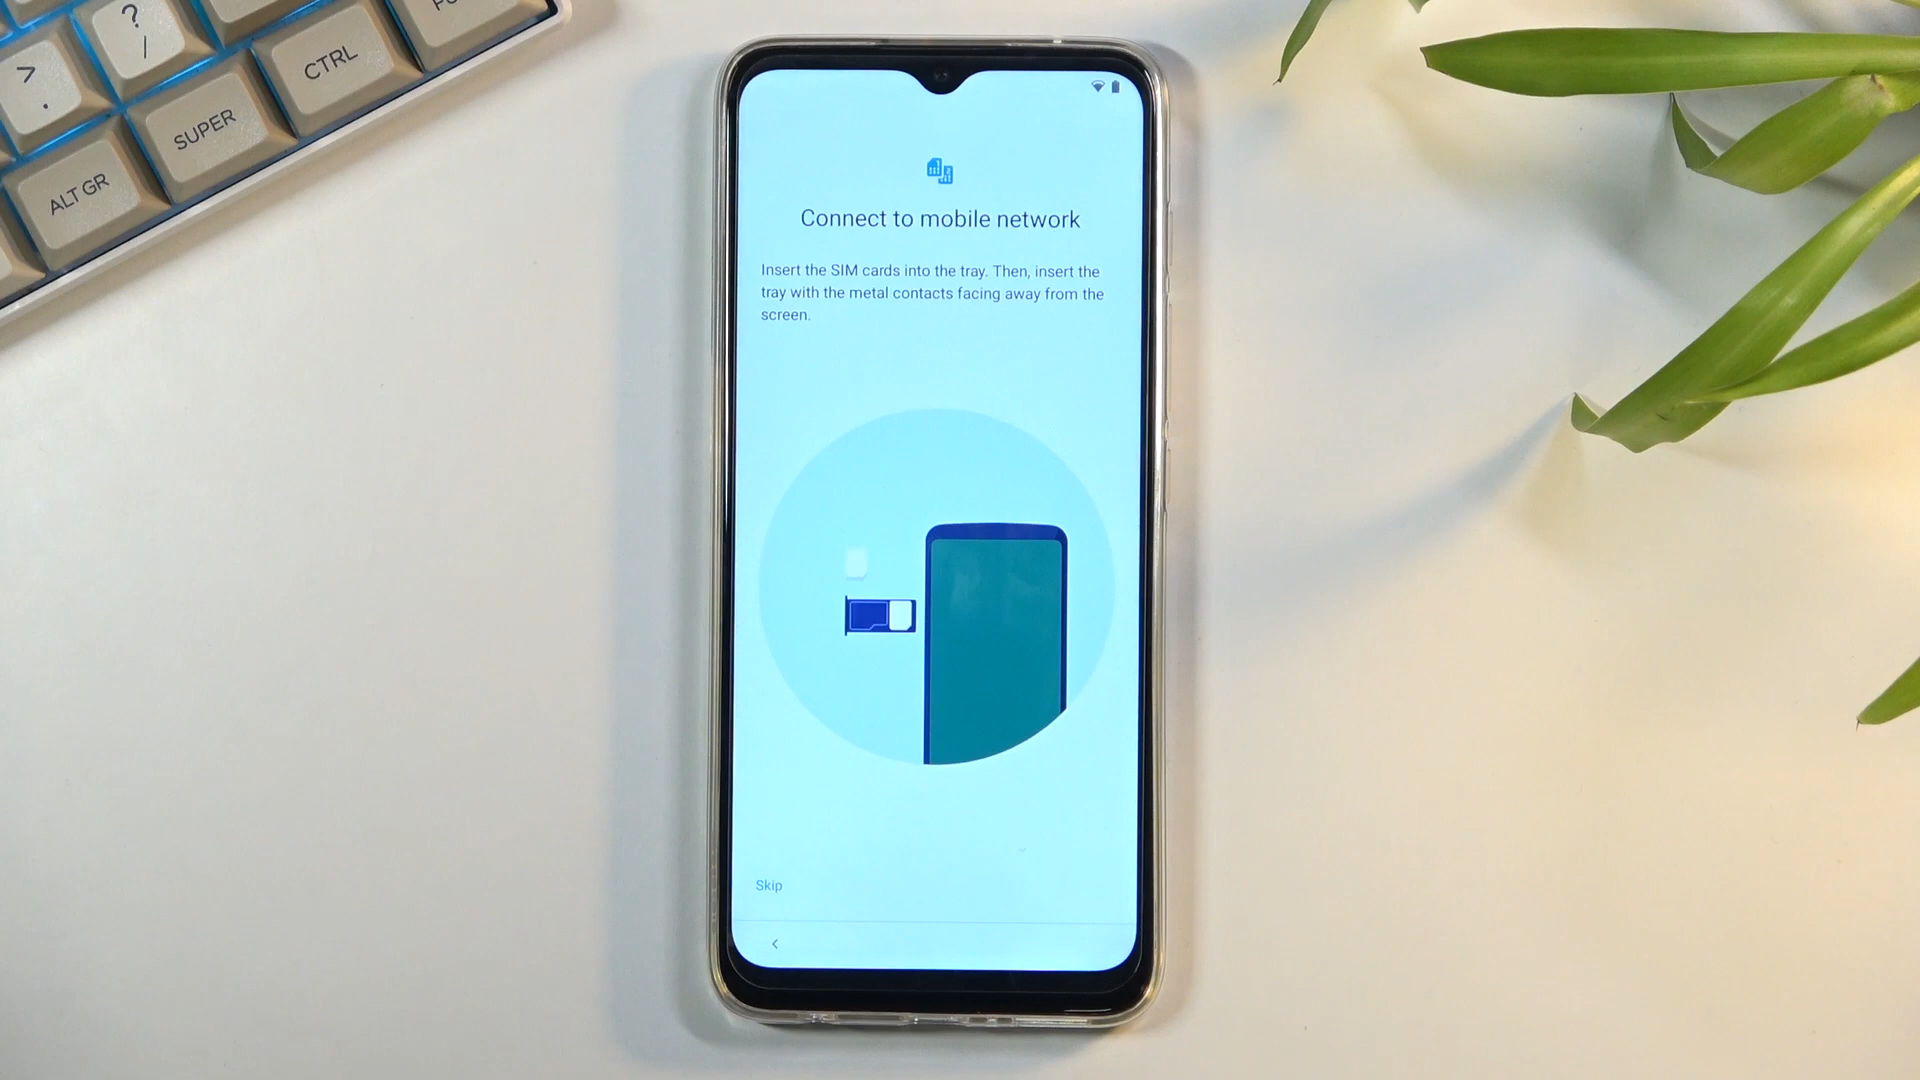 ?
/
>
.
CTRL
SUPER
ALT GR
Connect to mobile network
Insert the SIM cards into the tray. Then, insert the
tray with the metal contacts facing away from the
screen.
Skip